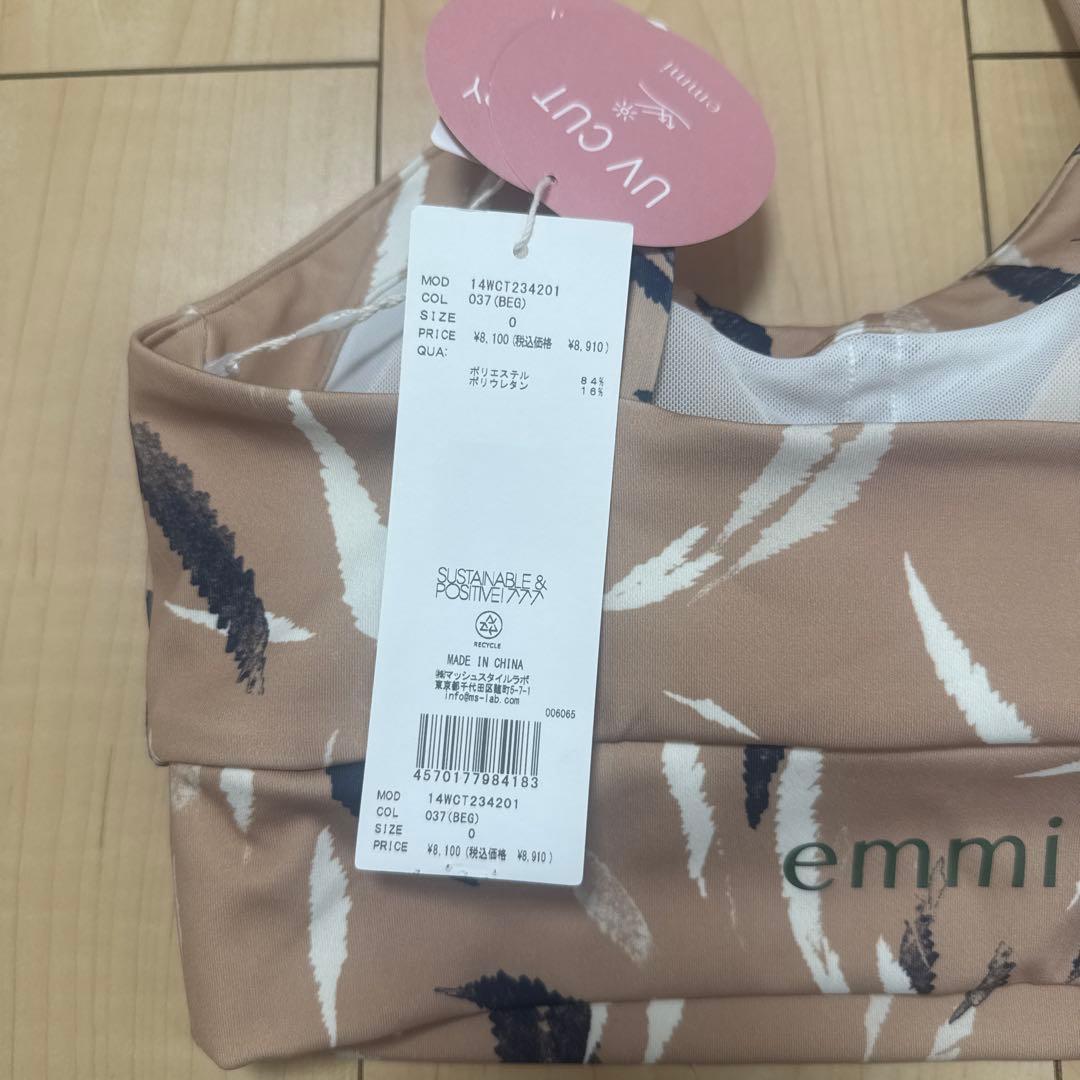 emmi
UV CUT
Y
MOD 14WCT234201
COL 037(BEG)
SIZE 0
PRICE ¥8,100(税込価格 ¥8,910)
QUA:
ポリエステル 84%
ポリウレタン 16%
SUSTAINABLE &
POSITIVE!777
RECYCLE
MADE IN CHINA
㈱マッシュスタイルラボ
東京都千代田区麹町5-7-1
info@ms-lab.com
006065
4570177984183
MOD 14WCT234201
COL 037(BEG)
SIZE 0
PRICE ¥8,100(税込価格 ¥8,910)
emmi